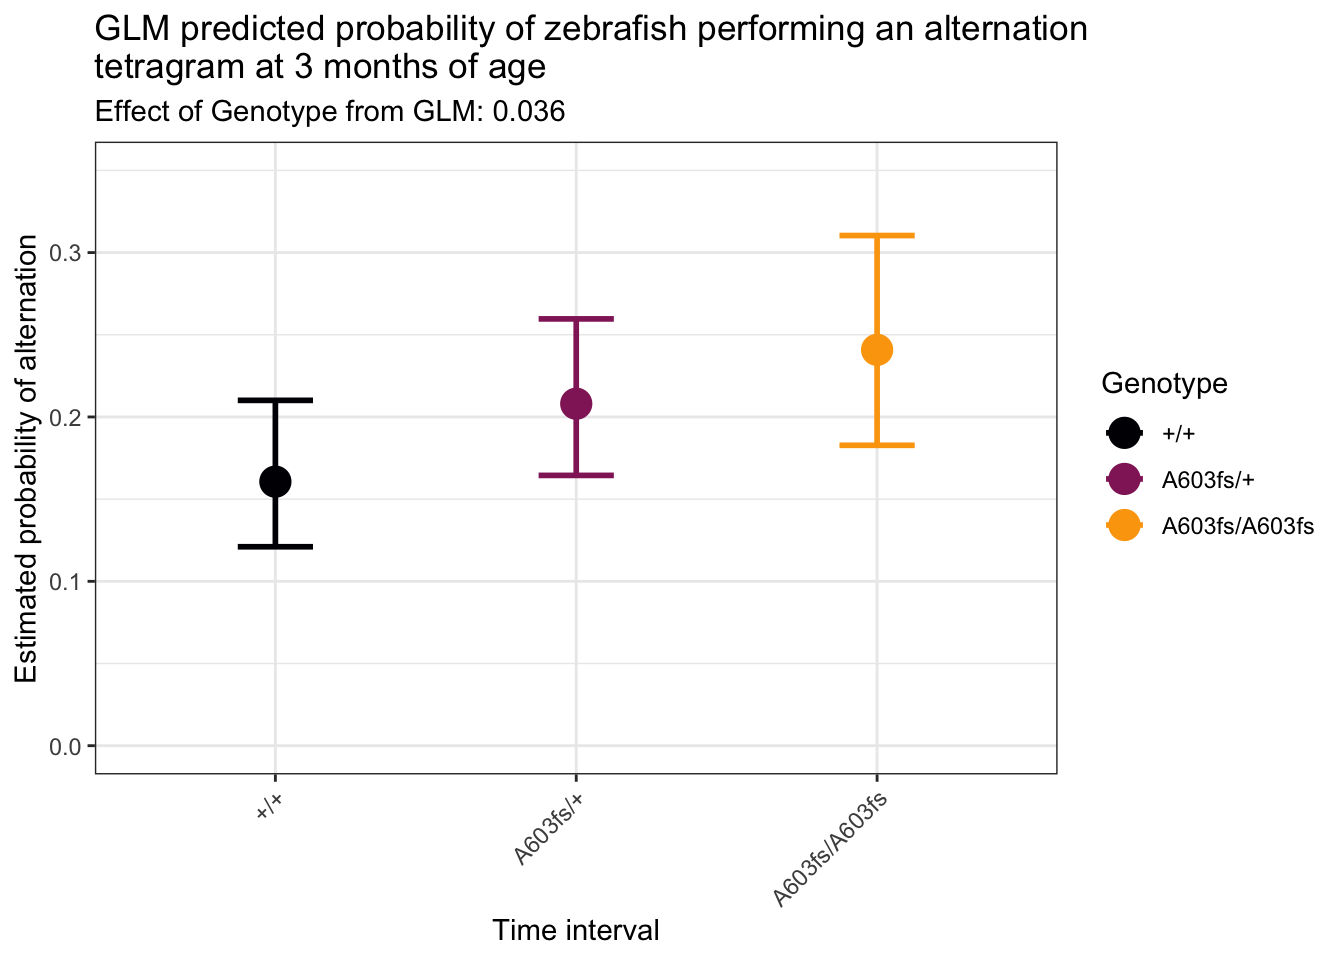 GLM predicted probability of zebrafish performing an alternation
tetragram at 3 months of age
Effect of Genotype from GLM: 0.036
Estimated probability of alternation
0.3
0.2
0.1
0.0
+/+
A603fs/+
A603fs/A603fs
Time interval
Genotype
+/+
A603fs/+
A603fs/A603fs